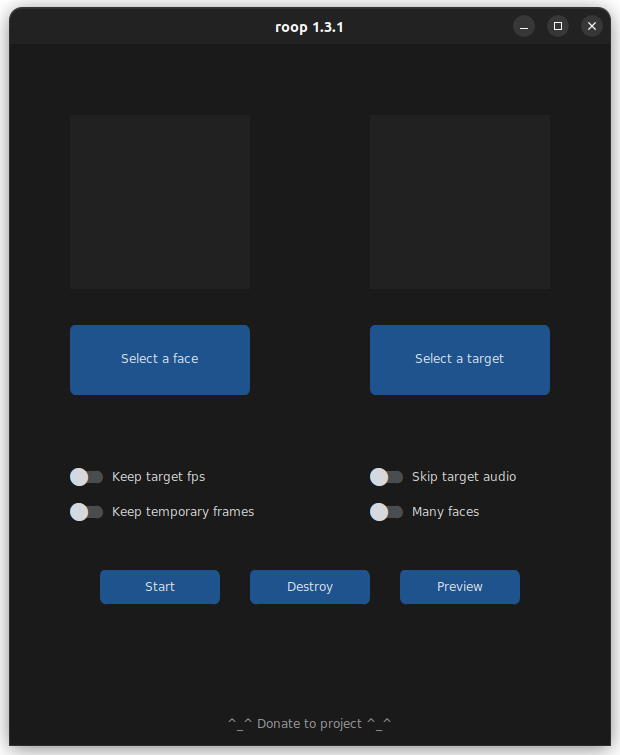 roop 1.3.1
Select a face
Select a target
Keep target fps
Skip target audio
Keep temporary frames
Many faces
Start
Destroy
Preview
^_^ Donate to project ^_^